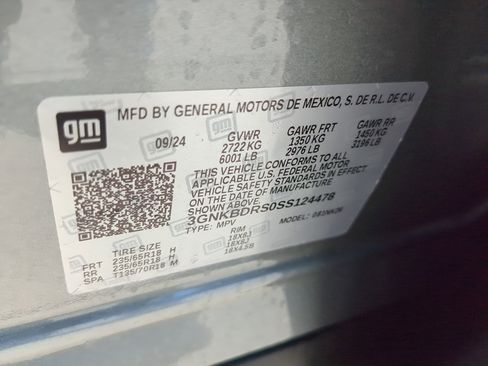 gm
MFD BY GENERAL MOTORS DE MEXICO, S. DE R.L. DE C.V.
09/24 GVWR GAWR FRT GAWR RR
2722 KG 1350 KG 1450 KG
6001 LB 2976 LB 3196 LB
THIS VEHICLE CONFORMS TO ALL
APPLICABLE U.S. FEDERAL MOTOR
VEHICLE SAFETY STANDARDS IN EFFECT
ON THE DATE OF MANUFACTURE
SHOWN ABOVE.
3GNKBDRS0SS124478
TYPE: MPV MODEL:
TIRE SIZE RIM
FRT 235/65R18 H 18X8J
RR 235/65R18 H 18X8J
SPA T135/70R18 M 18X4.5B